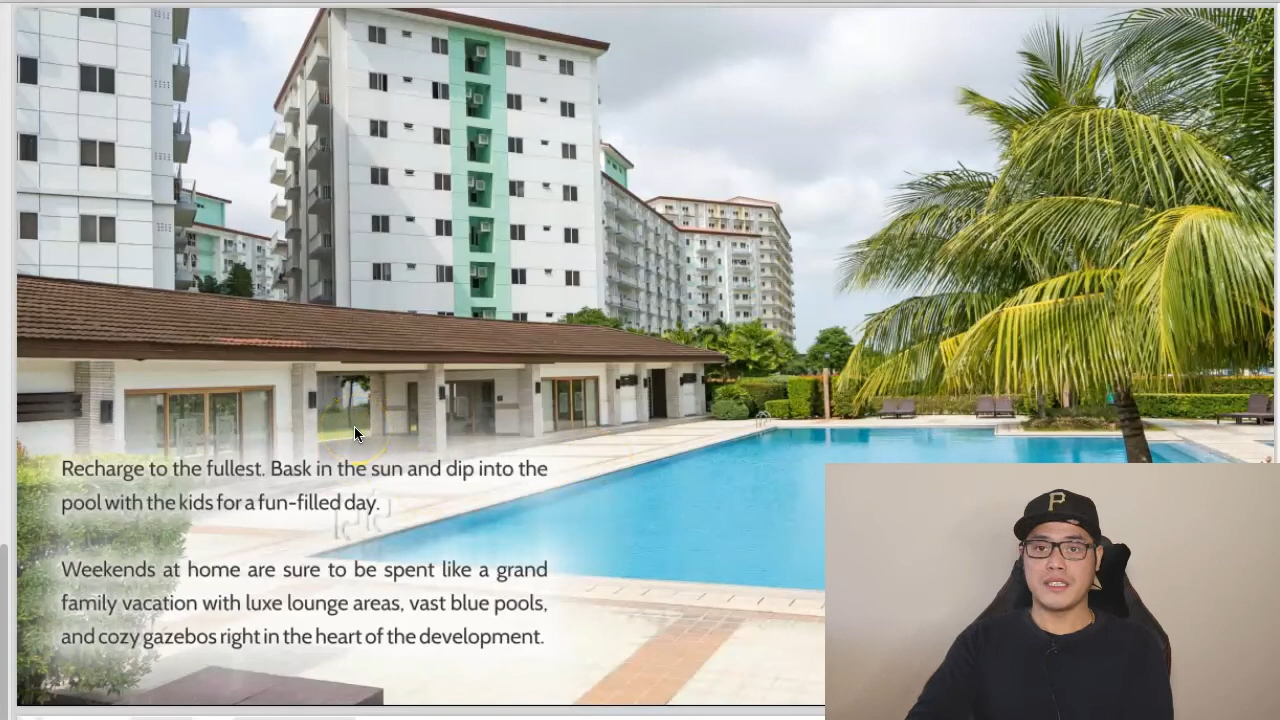 Recharge to the fullest. Bask in the sun and dip into the
pool with the kids for a fun-filled day.
Weekends at home are sure to be spent like a grand
family vacation with luxe lounge areas, vast blue pools,
and cozy gazebos right in the heart of the development.
P